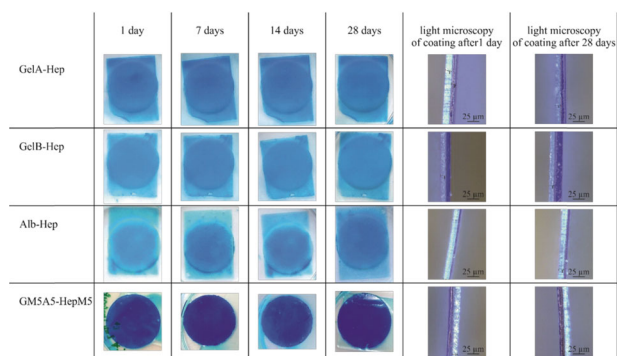 1 day
7 days
14 days
28 days
light microscopy
of coating after1 day
light microscopy
of coating after 28 days
GelA-Hep
25 µm
25 µm
GelB-Hep
25 µm
25 µm
Alb-Hep
25 µm
25 µm
GM5A5-HepM5
25 µm
25 µm